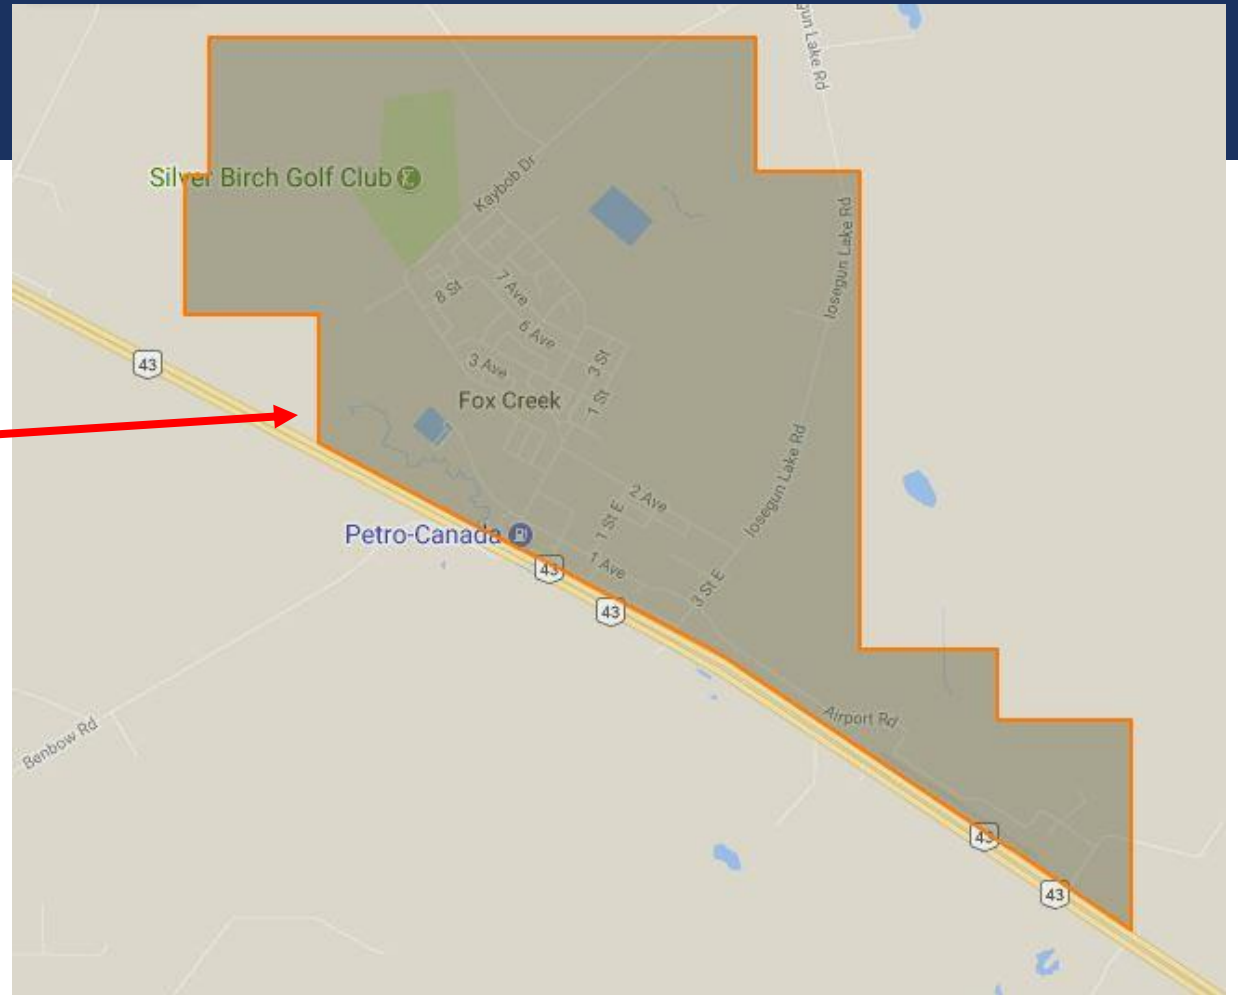 gun Lake Rd
Silver Birch Golf Club
Kaybob Dr
Iosegun Lake Rd
8 St
7 Ave
6 Ave
43
3 Ave
3 St
Fox Creek
1 St
Iosegun Lake Rd
2 Ave
1 St E
Petro-Canada
43
1 Ave
3 St E
43
Airport Rd
Benbow Rd
43
43